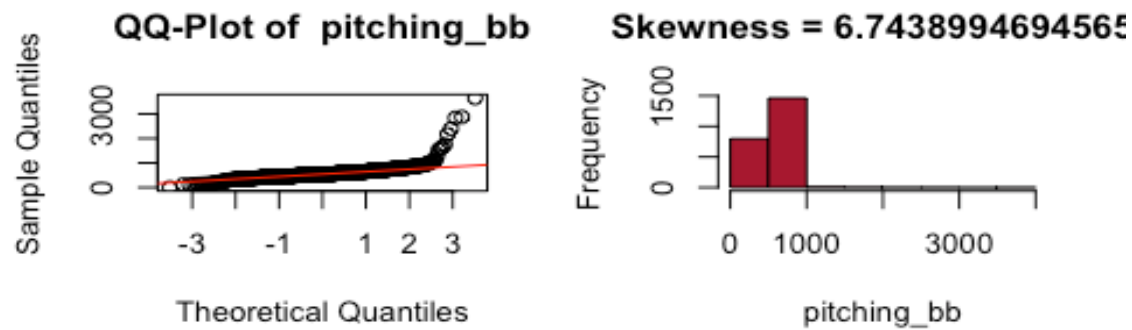 QQ-Plot of pitching_bb
Sample Quantiles
0
3000
-3
-1
1
2
3
Theoretical Quantiles
Skewness = 6.7438994694565
Frequency
0
1500
0
1000
3000
pitching_bb